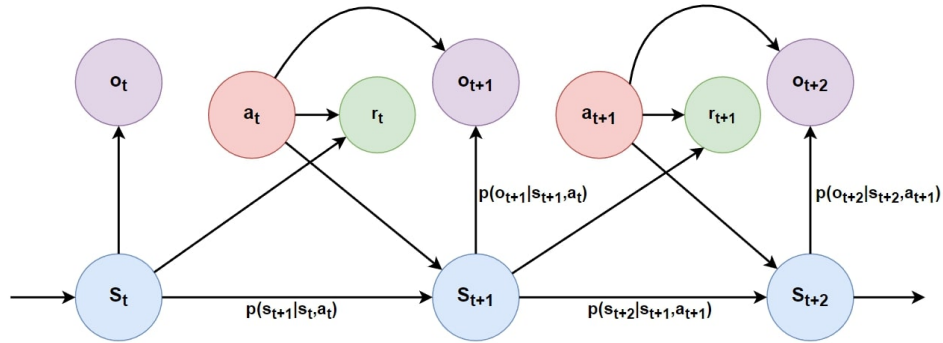 o_t
a_t
r_t
o_{t+1}
a_{t+1}
r_{t+1}
o_{t+2}
p(o_{t+1}|s_{t+1},a_t)
p(o_{t+2}|s_{t+2},a_{t+1})
S_t
p(s_{t+1}|s_t,a_t)
S_{t+1}
p(s_{t+2}|s_{t+1},a_{t+1})
S_{t+2}